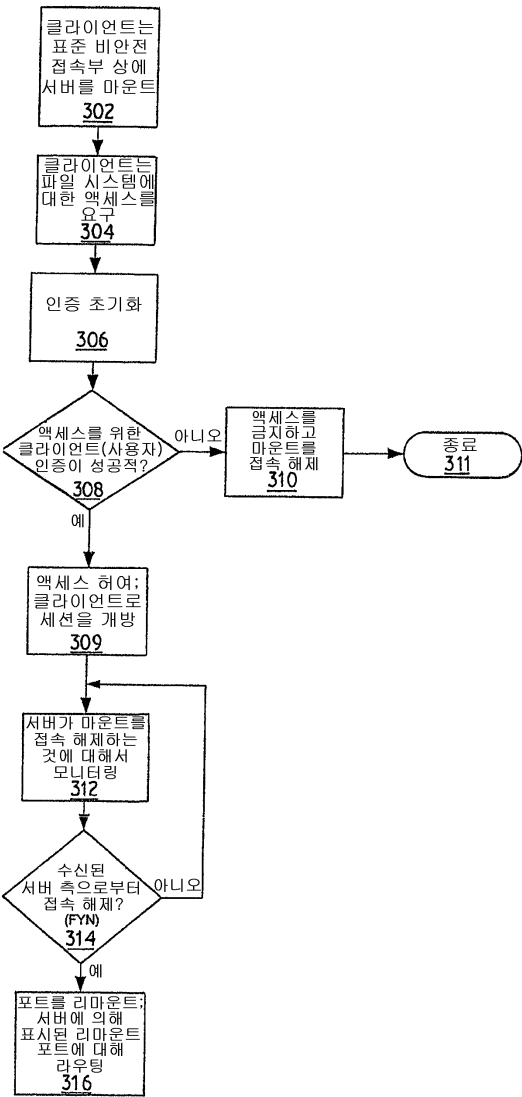 클라이언트는
표준 비안전
접속부 상에
서버를 마운트
302
클라이언트는
파일 시스템에
대한 액세스를
요구
304
인증 초기화
306
액세스를 위한
클라이언트(사용자)
인증이 성공적?
308
아니오
예
액세스를
금지하고
마운트를
접속 해제
310
종료
311
액세스 허여;
클라이언트로
세션을 개방
309
서버가 마운트를
접속 해제하는
것에 대해서
모니터링
312
수신된
서버 측으로부터
접속 해제?
(FYN)
314
아니오
예
포트를 리마운트;
서버에 의해
표시된 리마운트
포트에 대해
라우팅
316